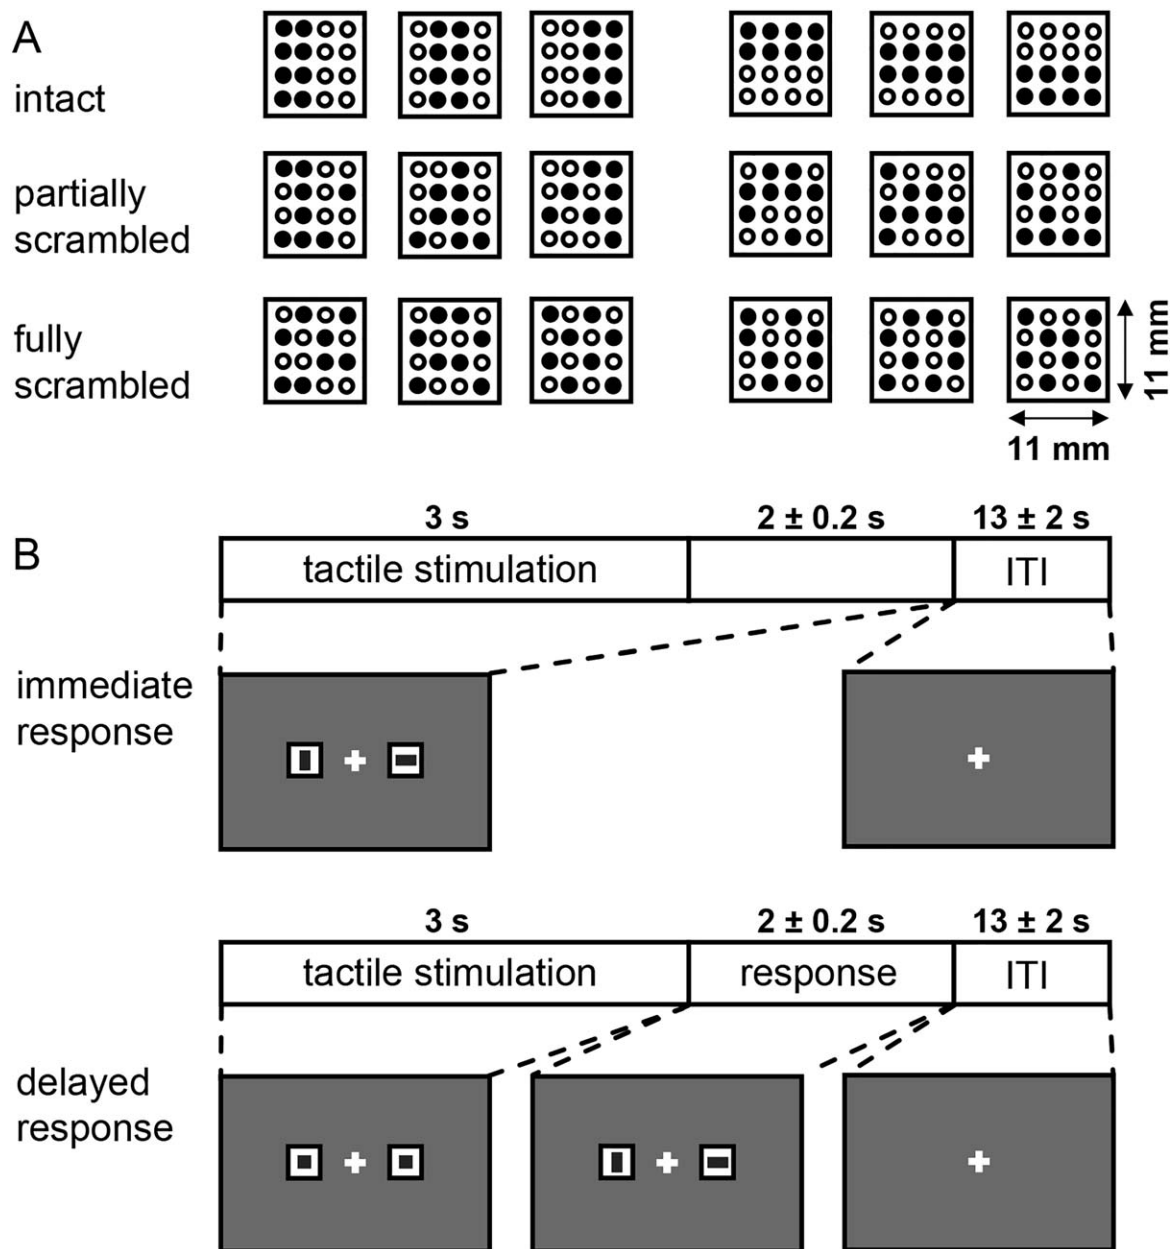 A
intact
partially
scrambled
fully
scrambled
11 mm
11 mm
B
3 s
2 ± 0.2 s
13 ± 2 s
tactile stimulation
ITI
immediate
response
3 s
2 ± 0.2 s
13 ± 2 s
tactile stimulation
response
ITI
delayed
response